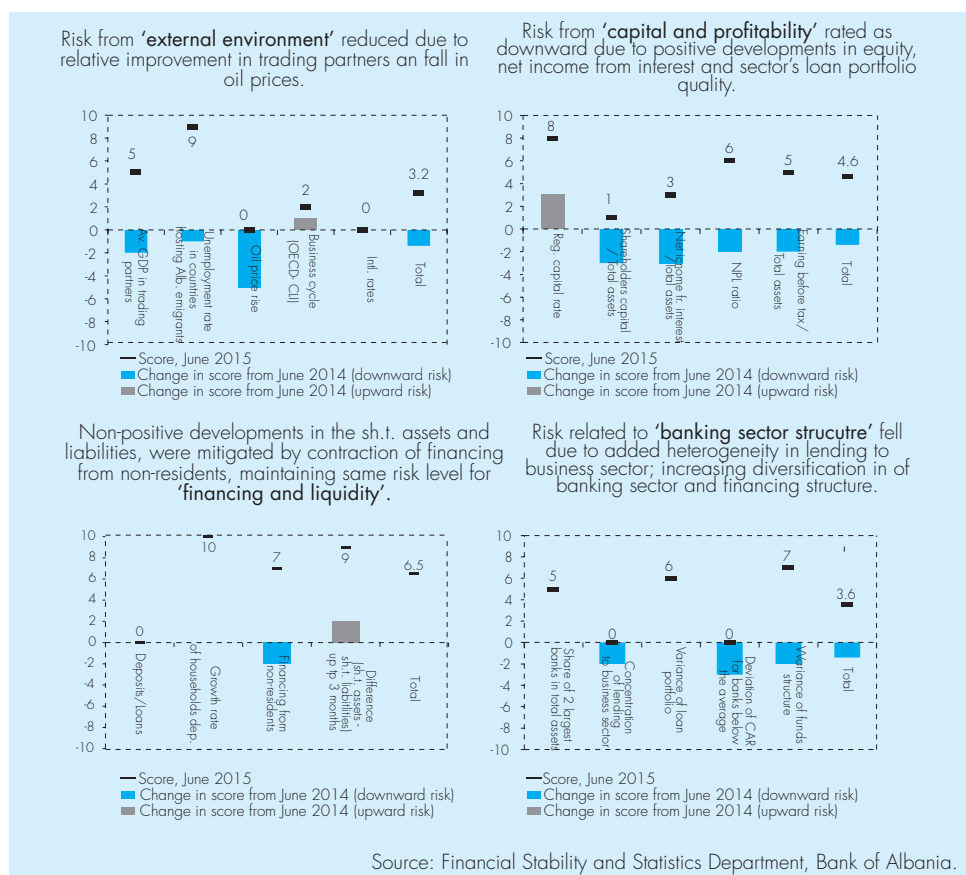 Risk from 'external environment' reduced due to
relative improvement in trading partners an fall in
oil prices.
10
8
6
4
2
0
-2
-4
-6
-8
-10
5
9
0
2
0
3.2
Av. GDP in trading
partners
Unemployment rate
in countries
hosting Alb. emigrants
Oil price rise
Business cycle
(OECD- CLI)
Intl. rates
Total
Score, June 2015
Change in score from June 2014 (downward risk)
Change in score from June 2014 (upward risk)
Risk from 'capital and profitability' rated as
downward due to positive developments in equity,
net income from interest and sector's loan portfolio
quality.
10
8
6
4
2
0
-2
-4
-6
-8
-10
8
1
3
6
5
4.6
Reg. capital rate
Shareholders capital
/Total assets
Net income fr. interest
/Total
assets
NPL ratio
Earning before tax/
Total assets
Total
Score, June 2015
Change in score from June 2014 (downward risk)
Change in score from June 2014 (upward risk)
Non-positive developments in the sh.t. assets and
liabilities, were mitigated by contraction of financing
from non-residents, maintaining same risk level for
'financing and liquidity'.
10
8
6
4
2
0
-2
-4
-6
-8
-10
0
10
7
9
6.5
Deposits/Loans
Growth rate
of households dep.
Financing from
non-residents
Difference
(sh.t. assets -
sh.t. liabilities)
up tp 3 months
Total
Score, June 2015
Change in score from June 2014 (downward risk)
Change in score from June 2014 (upward risk)
Risk related to 'banking sector strucutre' fell
due to added heterogeneity in lending to
business sector; increasing diversification in of
banking sector and financing structure.
10
8
6
4
2
0
-2
-4
-6
-8
-10
5
0
6
0
7
3.6
Share of 2 largest
banks in total assets
Concentration
of lending
to business sector
Variance of loan
portfolio
Deviation of CAR
for banks below
the average
Wariance of funds
structure
Total
Score, June 2015
Change in score from June 2014 (downward risk)
Change in score from June 2014 (upward risk)
Source: Financial Stability and Statistics Department, Bank of Albania.